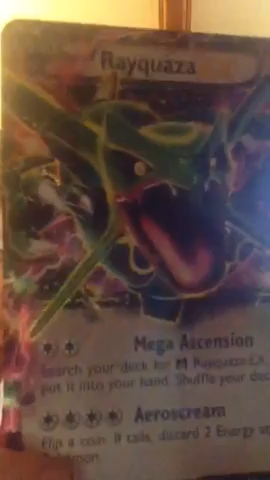 Rayquaza
Mega Ascension
Search your deck for M Rayquaza-EX,
put it into your hand. Shuffle your deck
Aeroscream
Flip a coin. If tails, discard 2 Energy
Pokémon.